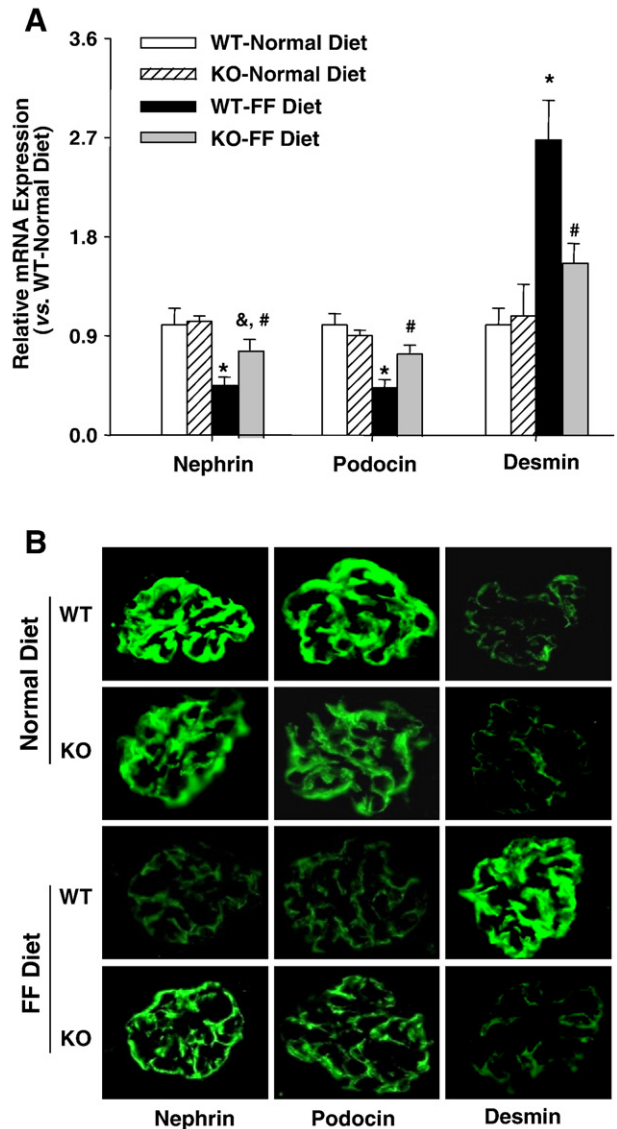 A
3.6
2.7
1.8
0.9
0.0
Relative mRNA Expression
(vs. WT-Normal Diet)
WT-Normal Diet
KO-Normal Diet
WT-FF Diet
KO-FF Diet
*
&, #
*
#
*
#
Nephrin Podocin Desmin
B
Normal Diet
WT
KO
FF Diet
WT
KO
Nephrin Podocin Desmin